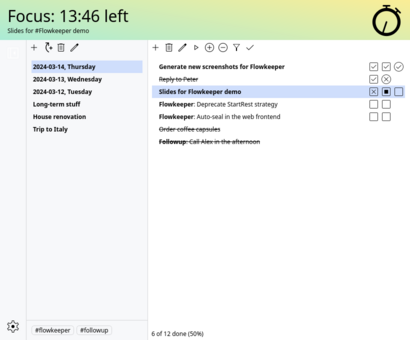 Focus: 13:46 left
Slides for #Flowkeeper demo
2024-03-14, Thursday
2024-03-13, Wednesday
2024-03-12, Tuesday
Long-term stuff
House renovation
Trip to Italy
#flowkeeper #followup
Generate new screenshots for Flowkeeper
Reply to Peter
Slides for Flowkeeper demo
Flowkeeper: Deprecate StartRest strategy
Flowkeeper: Auto-seal in the web frontend
Order coffee capsules
Followup: Call Alex in the afternoon
6 of 12 done (50%)